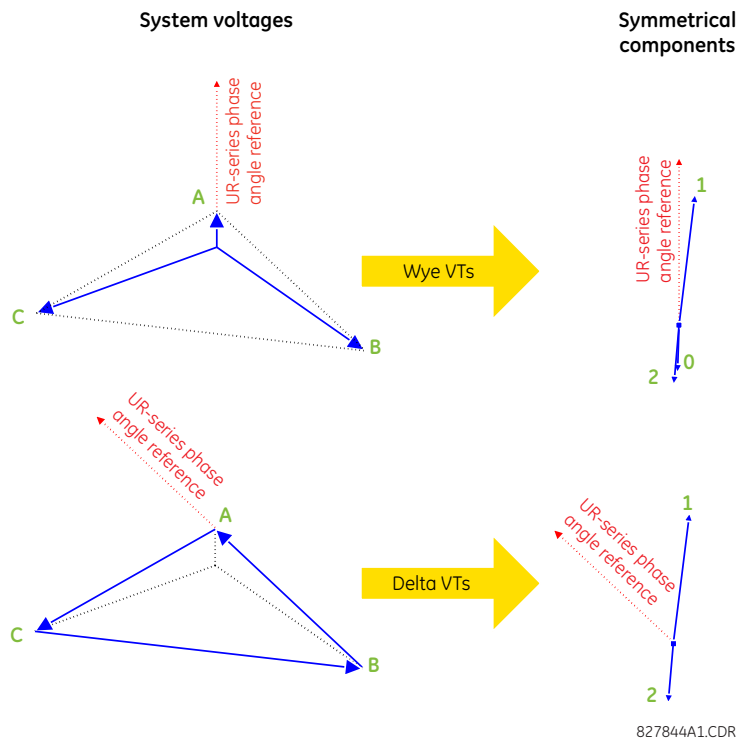 System voltages
Symmetrical
components
UR-series phase
angle reference
A
C
B
Wye VTs
UR-series phase
angle reference
1
2
0
UR-series phase
angle reference
A
C
B
Delta VTs
UR-series phase
angle reference
1
2
827844A1.CDR